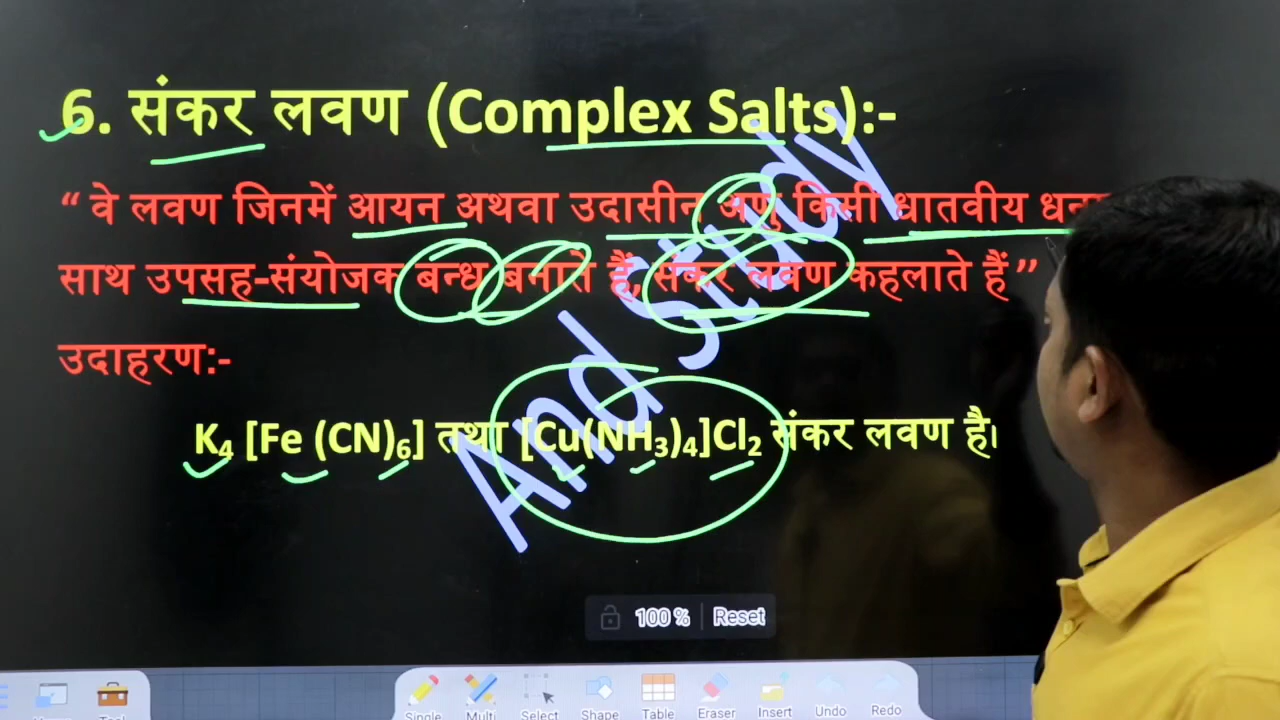 6. संकर लवण (Complex Salts):-
“ वे लवण जिनमें आयन अथवा उदासीन अणु किसी धातवीय
साथ उपसह-संयोजक बन्ध बनाते हैं, संकर लवण कहलाते हैं ”
उदाहरण:-
K₄ [Fe (CN)₆] तथा [Cu(NH₃)₄]Cl₂ संकर लवण है।
And Study
100 % Reset
Single Multi Select Shape Table Eraser Insert Undo Redo